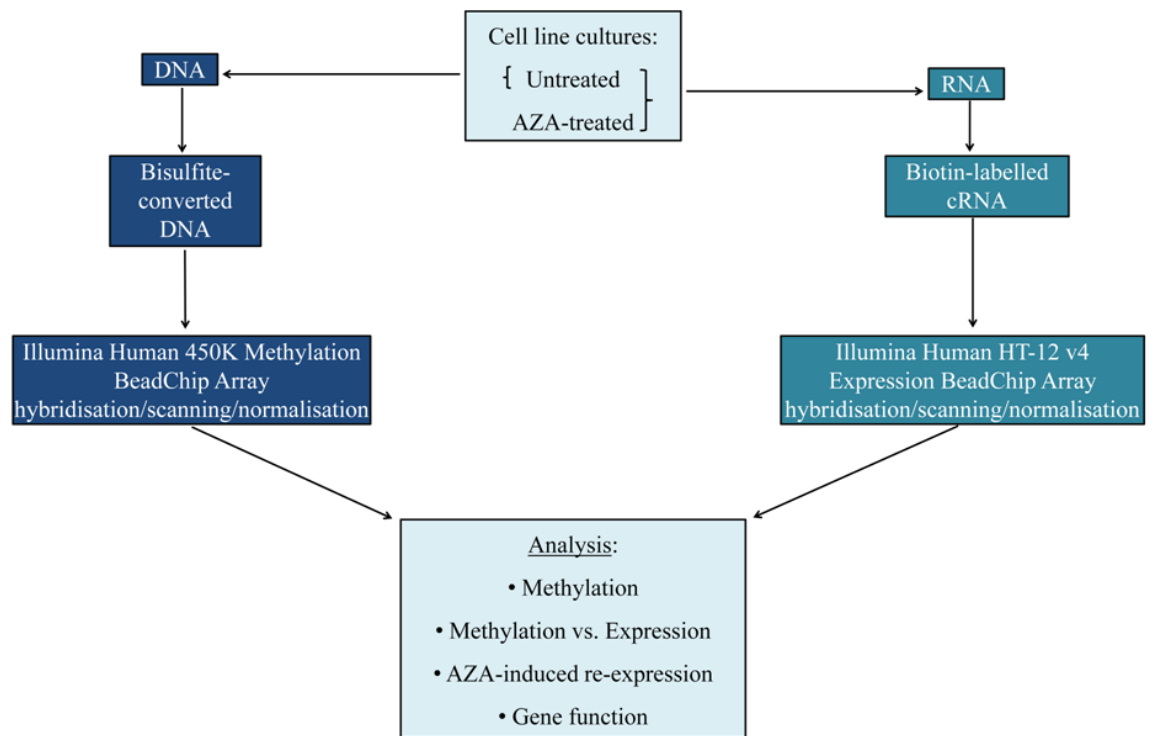 Cell line cultures:
{ Untreated
AZA-treated ]
DNA
RNA
Bisulfite-
converted
DNA
Biotin-labelled
cRNA
Illumina Human 450K Methylation
BeadChip Array
hybridisation/scanning/normalisation
Illumina Human HT-12 v4
Expression BeadChip Array
hybridisation/scanning/normalisation
Analysis:
• Methylation
• Methylation vs. Expression
• AZA-induced re-expression
• Gene function